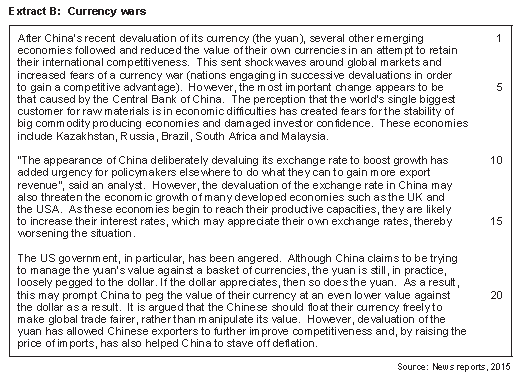 Extract B: Currency wars
After China's recent devaluation of its currency (the yuan), several other emerging 1
economies followed and reduced the value of their own currencies in an attempt to retain
their international competitiveness. This sent shockwaves around global markets and
increased fears of a currency war (nations engaging in successive devaluations in order
to gain a competitive advantage). However, the most important change appears to be 5
that caused by the Central Bank of China. The perception that the world's single biggest
customer for raw materials is in economic difficulties has created fears for the stability of
big commodity producing economies and damaged investor confidence. These economies
include Kazakhstan, Russia, Brazil, South Africa and Malaysia.
"The appearance of China deliberately devaluing its exchange rate to boost growth has 10
added urgency for policymakers elsewhere to do what they can to gain more export
revenue", said an analyst. However, the devaluation of the exchange rate in China may
also threaten the economic growth of many developed economies such as the UK and
the USA. As these economies begin to reach their productive capacities, they are likely
to increase their interest rates, which may appreciate their own exchange rates, thereby 15
worsening the situation.
The US government, in particular, has been angered. Although China claims to be trying
to manage the yuan's value against a basket of currencies, the yuan is still, in practice,
loosely pegged to the dollar. If the dollar appreciates, then so does the yuan. As a result,
this may prompt China to peg the value of their currency at an even lower value against 20
the dollar as a result. It is argued that the Chinese should float their currency freely to
make global trade fairer, rather than manipulate its value. However, devaluation of the
yuan has allowed Chinese exporters to further improve competitiveness and, by raising the
price of imports, has also helped China to stave off deflation.
Source: News reports, 2015